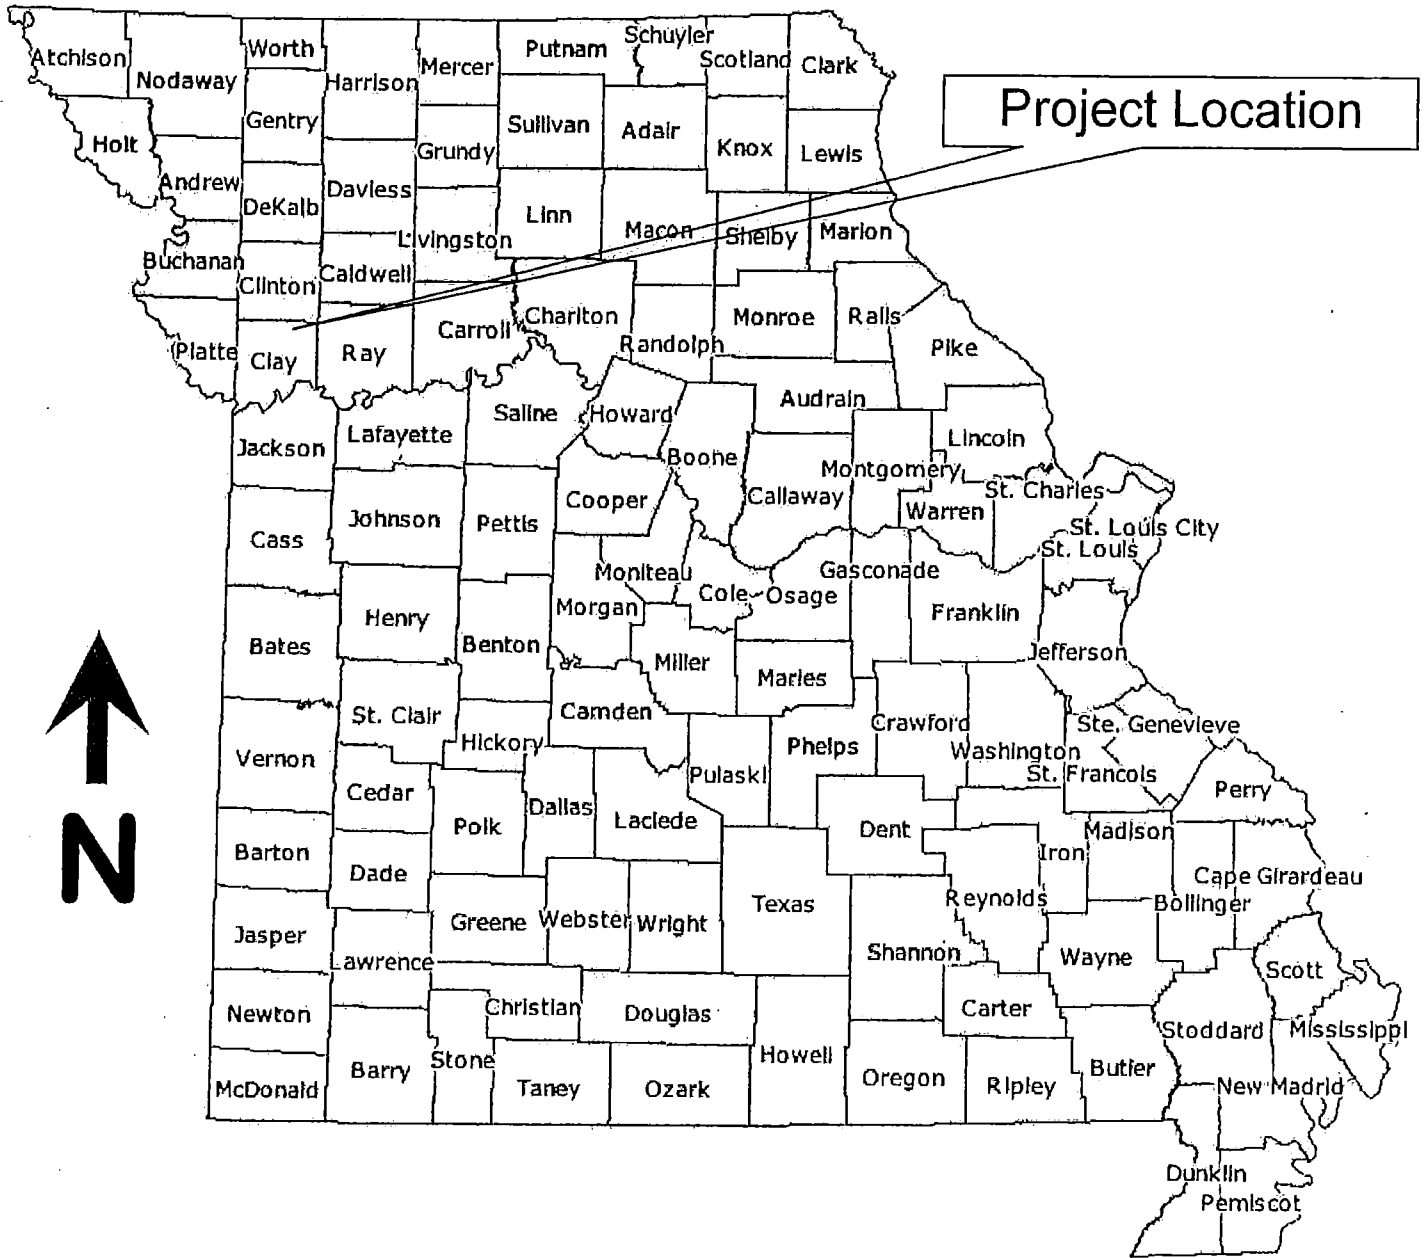 Atchison
Nodaway
Worth
Harrison
Mercer
Putnam
Schuyler
Scotland
Clark
Project Location
Holt
Gentry
Grundy
Sullivan
Adair
Knox
Lewis
Andrew
DeKalb
Daviess
Livingston
Linn
Macon
Shelby
Marion
Buchanan
Clinton
Caldwell
Carroll
Chariton
Randolph
Monroe
Ralls
Pike
Platte
Clay
Ray
Saline
Howard
Audrain
Lincoln
Jackson
Lafayette
Boone
Montgomery
St. Charles
Cooper
Callaway
Warren
St. Louis City
St. Louis
Cass
Johnson
Pettis
Moniteau
Cole
Osage
Gasconade
Franklin
Morgan
Henry
Benton
Bates
Miller
Maries
Jefferson
St. Clair
Camden
Crawford
Washington
Ste. Genevieve
Vernon
Hickory
Pulaski
Phelps
St. Francois
Perry
Cedar
Dallas
Laclede
Polk
Dent
Madison
Iron
N
Barton
Dade
Cape Girardeau
Bollinger
Reynolds
Texas
Greene
Webster
Wright
Jasper
Lawrence
Shannon
Wayne
Scott
Newton
Christian
Douglas
Carter
Stoddard
Mississippi
Howell
McDonald
Barry
Stone
Taney
Ozark
Oregon
Ripley
Butler
New Madrid
Dunklin
Pemiscot